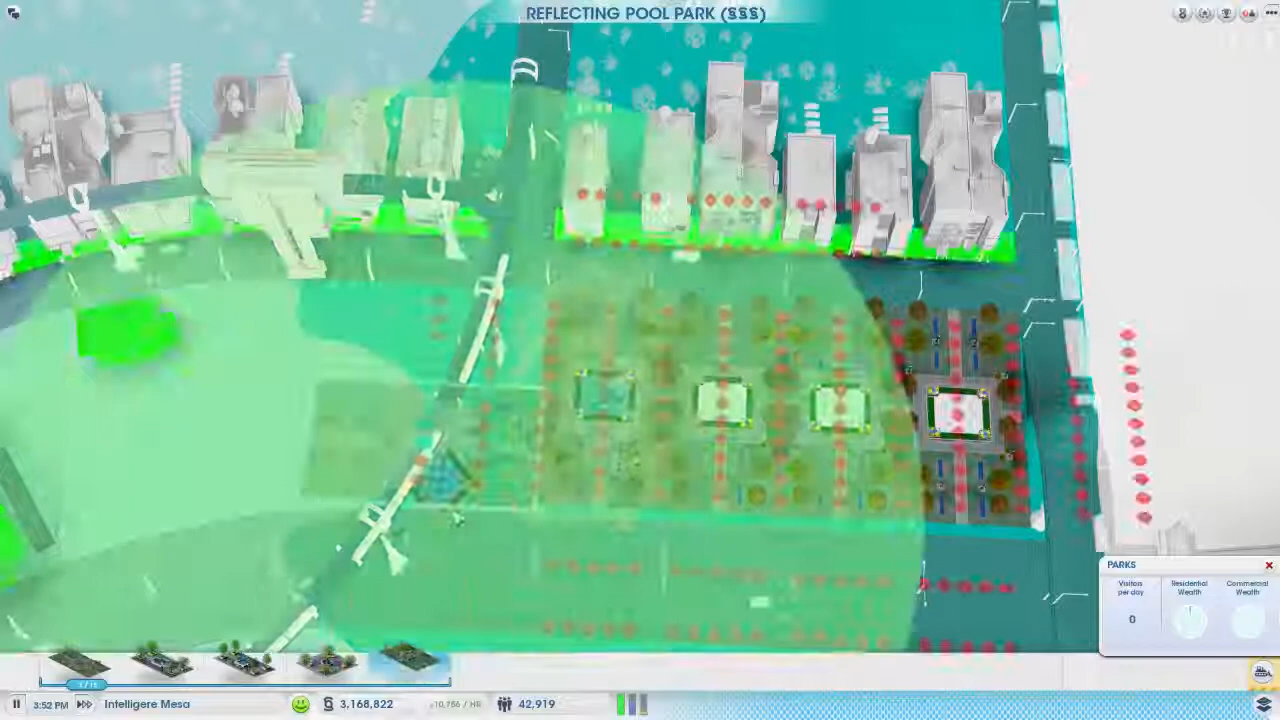 REFLECTING POOL PARK (§§§)
PARKS
Visitors per day
Residential Wealth
Commercial Wealth
0
3:52 PM
Intelligere Mesa
3,168,822
42,919